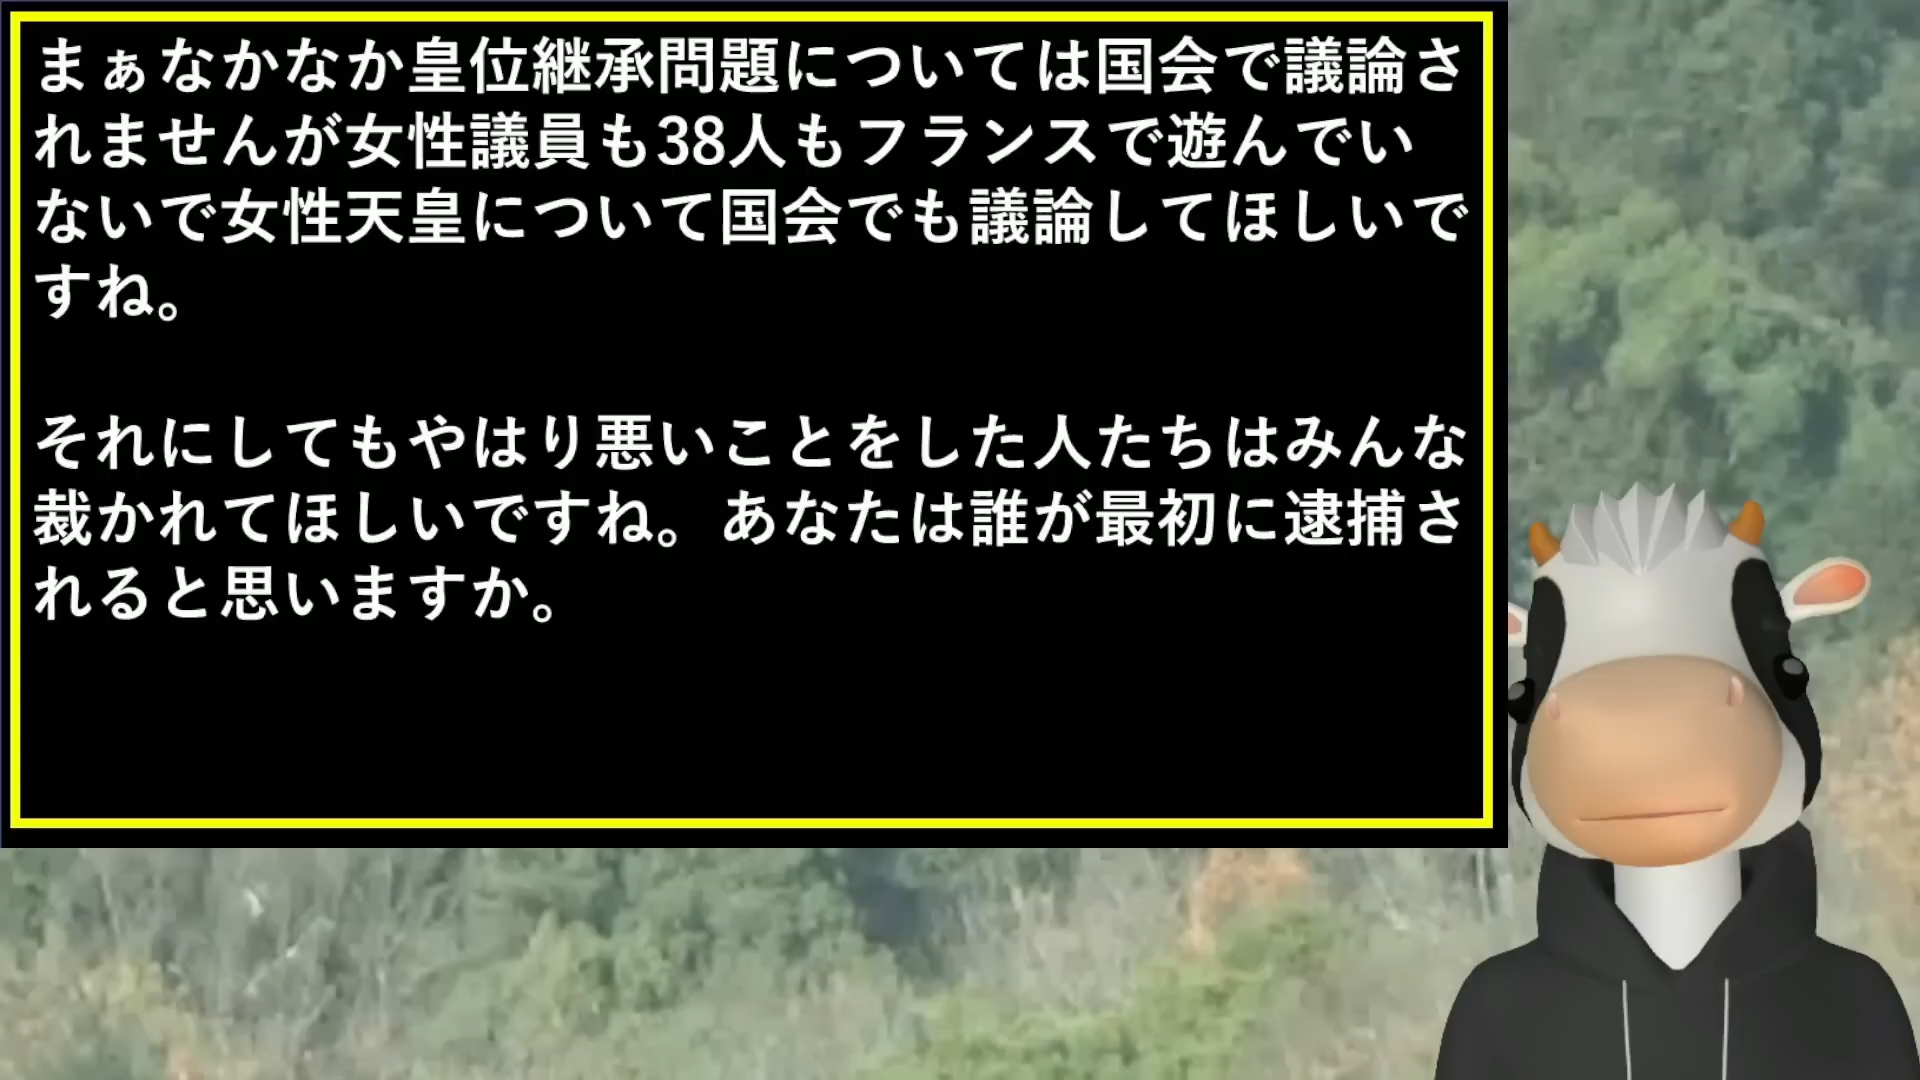 まぁなかなか皇位継承問題については国会で議論さ
れませんが女性議員も38人もフランスで遊んでい
ないで女性天皇について国会でも議論してほしいで
すね。
それにしてもやはり悪いことをした人たちはみんな
裁かれてほしいですね。あなたは誰が最初に逮捕さ
れると思いますか。